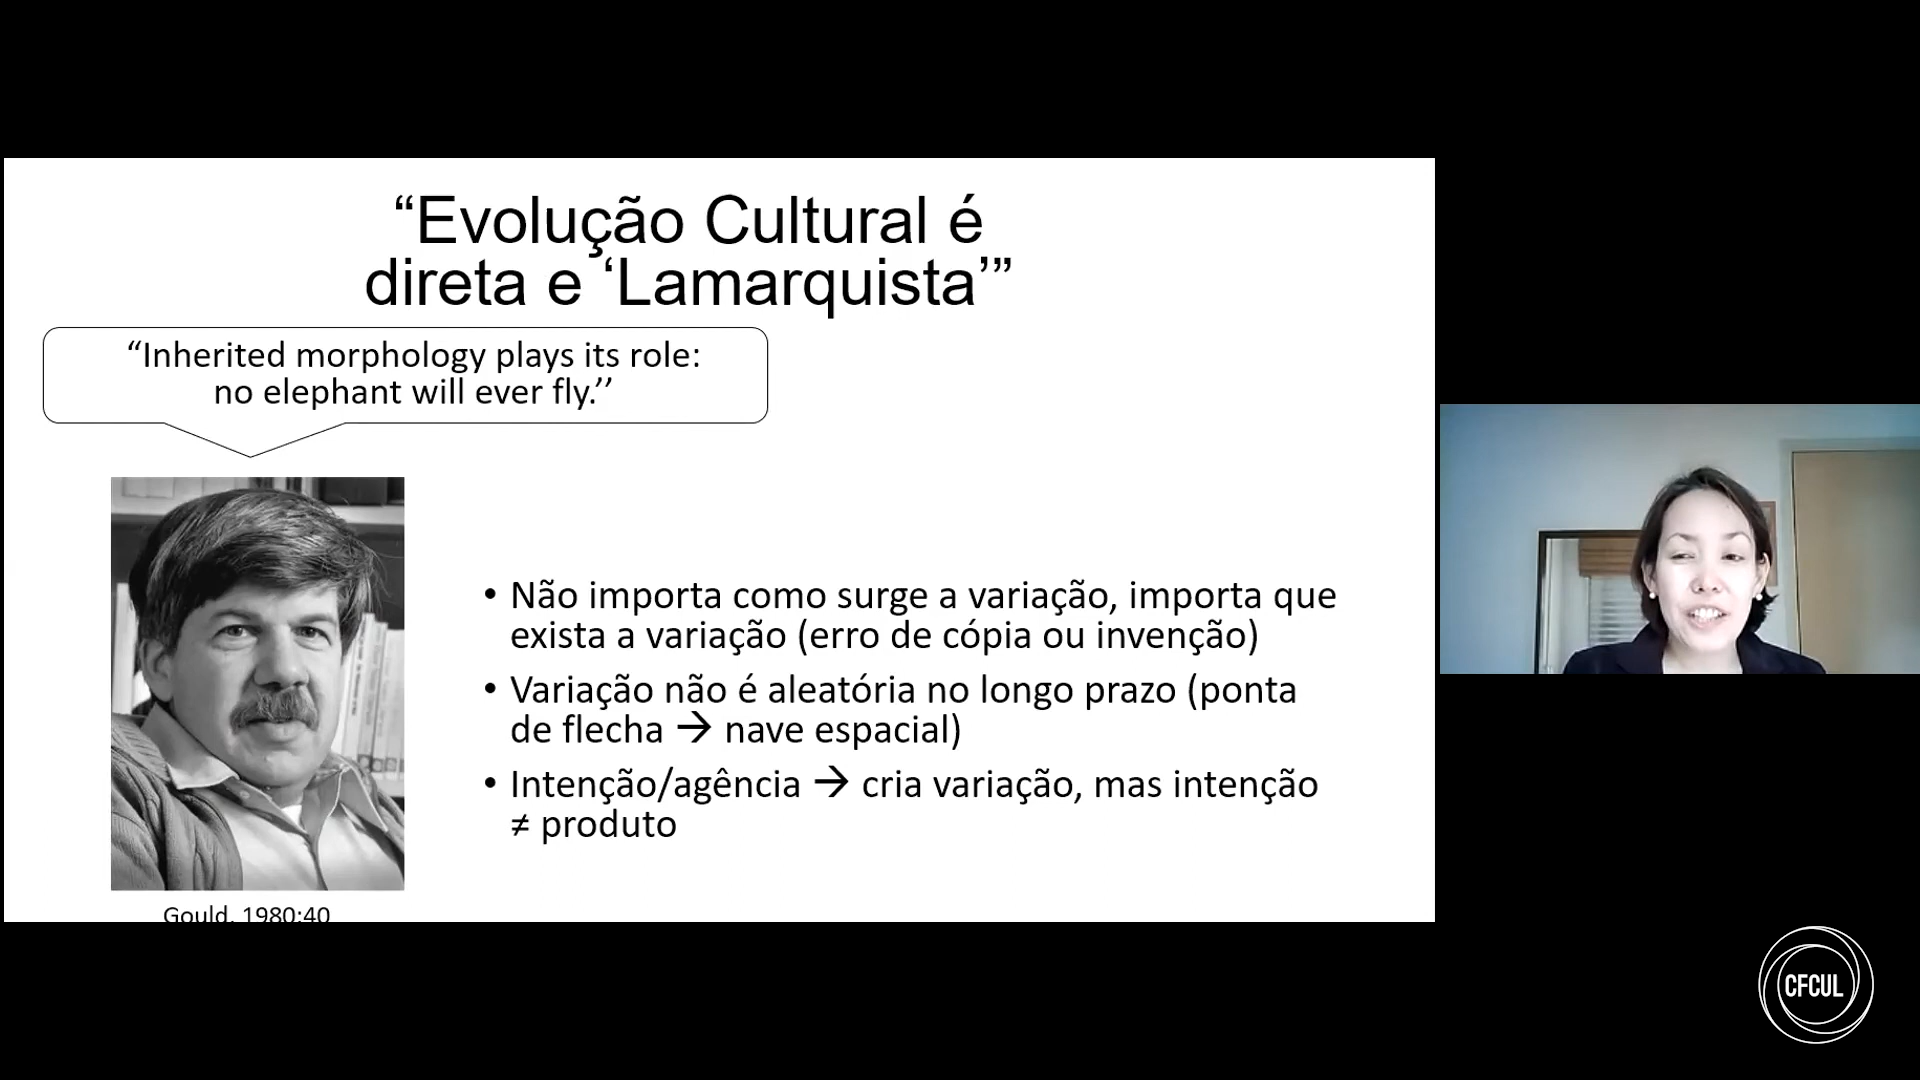 “Evolução Cultural é
direta e ‘Lamarquista’”
“Inherited morphology plays its role:
no elephant will ever fly.’’
• Não importa como surge a variação, importa que
exista a variação (erro de cópia ou invenção)
• Variação não é aleatória no longo prazo (ponta
de flecha → nave espacial)
• Intenção/agência → cria variação, mas intenção
≠ produto
Gould, 1980:40
CFCUL